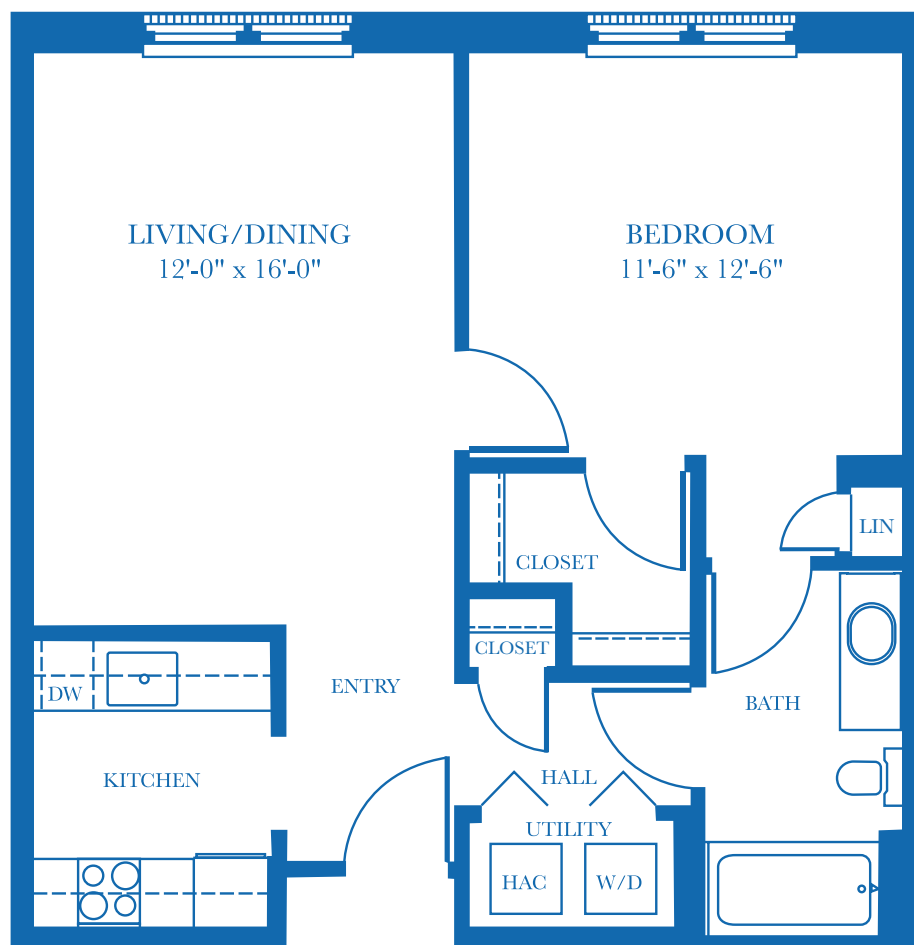 LIVING/DINING
12'-0" x 16'-0"
BEDROOM
11'-6" x 12'-6"
LIN
CLOSET
CLOSET
DW
ENTRY
BATH
KITCHEN
HALL
UTILITY
HAC
W/D